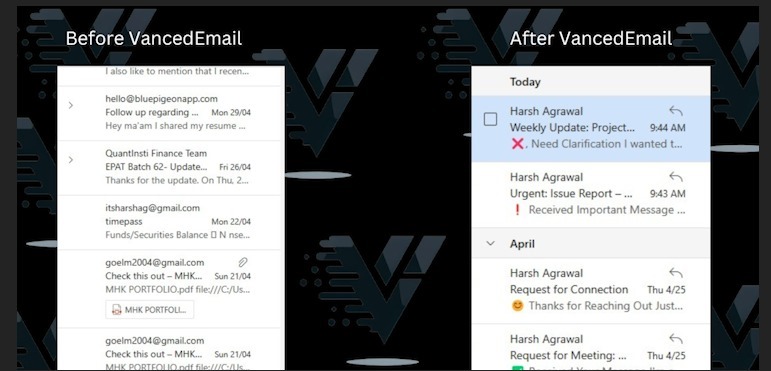 Before VancedEmail
I also like to mention that I recen...
hello@bluepigeonapp.com
Follow up regarding ... Mon 29/04
Hey ma'am I shared my resume ...
QuantInsti Finance Team
EPAT Batch 62- Update... Fri 26/04
Thanks for the update. On Thu, 2...
itsharshag@gmail.com
timepass Mon 22/04
Funds/Securities Balance ▯ N nse...
goelm2004@gmail.com
Check this out – MHK... Sun 21/04
MHK PORTFOLIO.pdf file:///C:/Us...
MHK PORTFOLI...
goelm2004@gmail.com
Check this out – MHK... Sun 21/04
MHK PORTFOLIO.pdf file:///C:/Us...
After VancedEmail
Today
Harsh Agrawal
Weekly Update: Project... 9:44 AM
❌, Need Clarification I wanted t...
Harsh Agrawal
Urgent: Issue Report – ... 9:43 AM
❗ Received Important Message ...
April
Harsh Agrawal
Request for Connection Thu 4/25
😊 Thanks for Reaching Out Just...
Harsh Agrawal
Request for Meeting: ... Thu 4/25